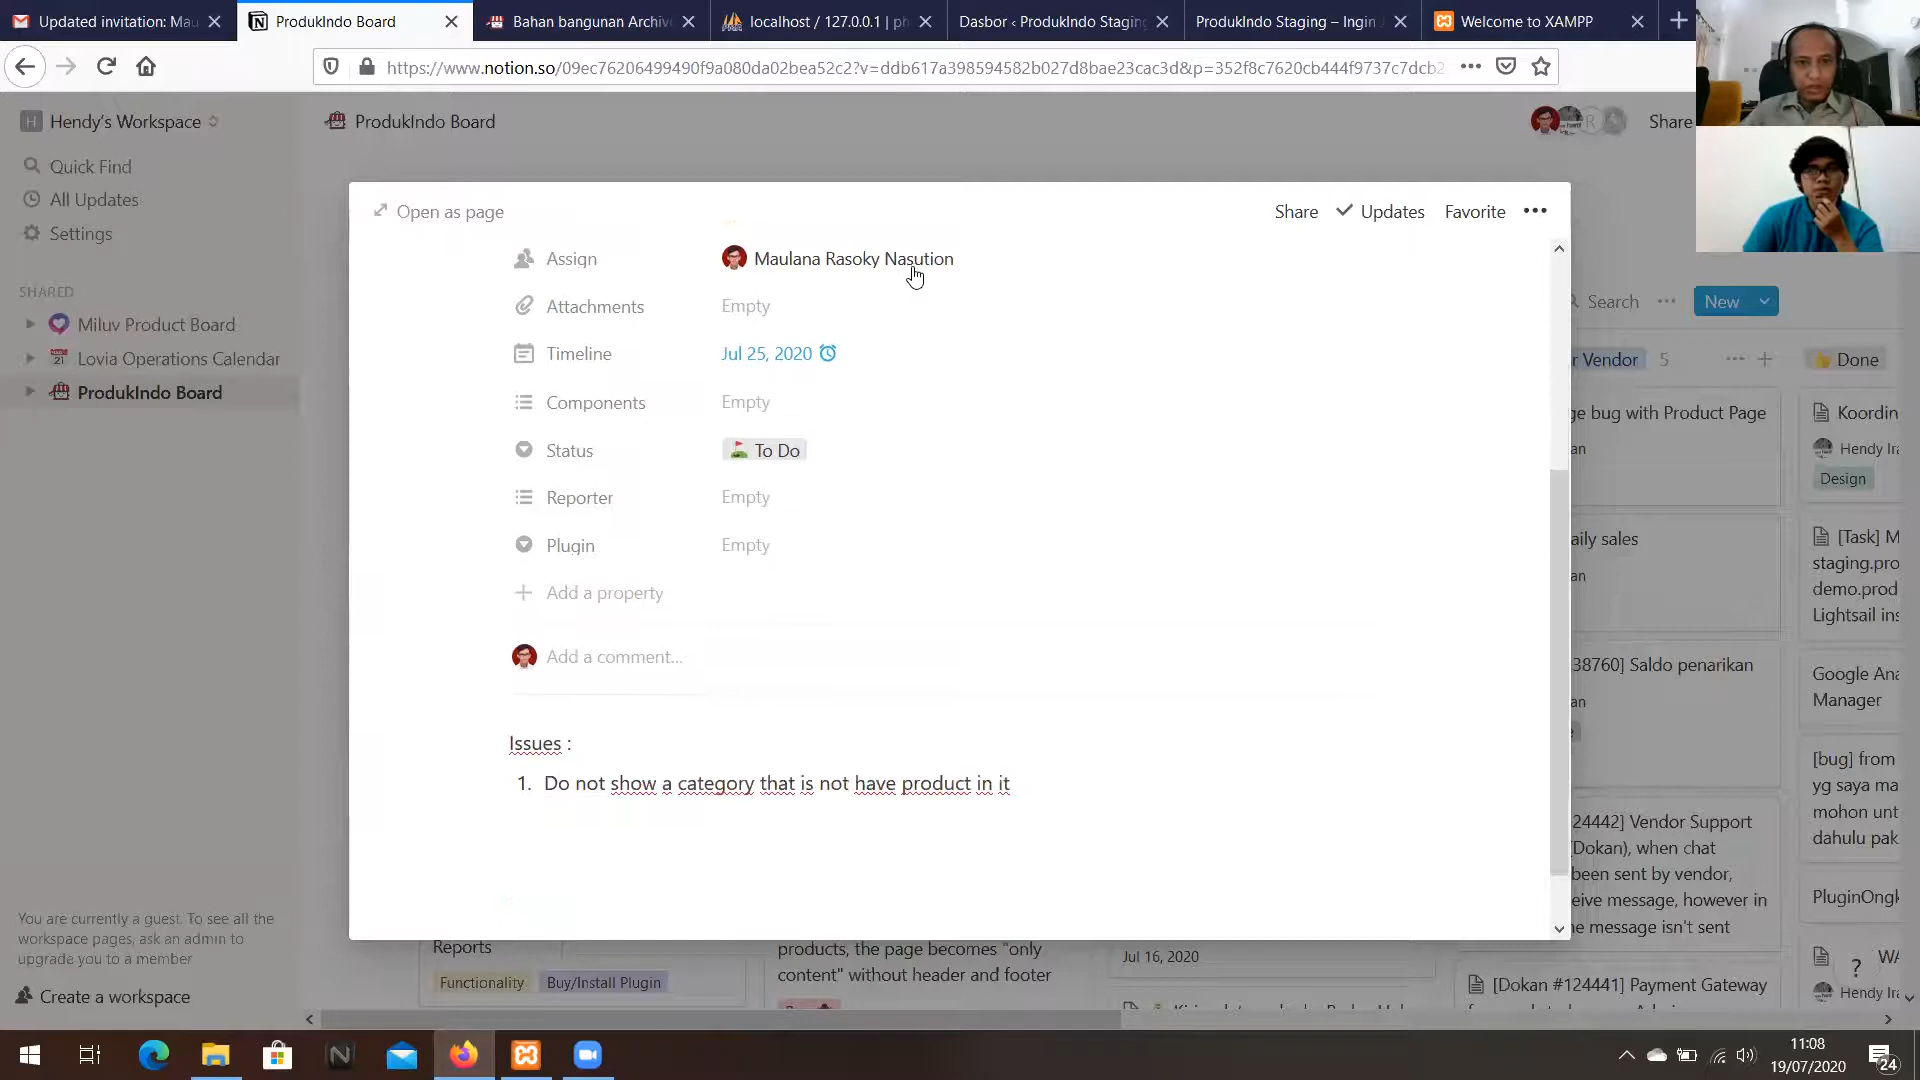 Updated invitation: Mau
ProdukIndo Board
Bahan bangunan Archive
localhost / 127.0.0.1 | ph
Dasbor ‹ ProdukIndo Staging
ProdukIndo Staging – Ingin
Welcome to XAMPP
https://www.notion.so/09ec76206499490f9a080da02bea52c2?v=ddb617a398594582b027d8bae23cac3d&p=352f8c7620cb444f9737c7dcb2
H Hendy's Workspace
ProdukIndo Board
R
Share
Quick Find
All Updates
Settings
SHARED
Miluv Product Board
21 Lovia Operations Calendar
ProdukIndo Board
Open as page
Share
Updates
Favorite
Assign
Maulana Rasoky Nasution
Attachments
Empty
Timeline
Jul 25, 2020
Components
Empty
Status
To Do
Reporter
Empty
Plugin
Empty
Add a property
Add a comment...
Issues :
1. Do not show a category that is not have product in it
Search
New
r Vendor 5
Done
ge bug with Product Page
an
aily sales
an
38760] Saldo penarikan
an
24442] Vendor Support
(Dokan), when chat
been sent by vendor,
eive message, however in
ne message isn't sent
[Dokan #124441] Payment Gateway
Koordin
Hendy Ira
Design
[Task] M
staging.pro
demo.prod
Lightsail ins
Google Ana
Manager
[bug] from
yg saya ma
mohon unt
dahulu pak
PluginOngk
WA
Hendy Ira
?
Reports
Functionality
Buy/Install Plugin
products, the page becomes "only
content" without header and footer
Jul 16, 2020
You are currently a guest. To see all the
workspace pages, ask an admin to
upgrade you to a member
Create a workspace
11:08
19/07/2020
24